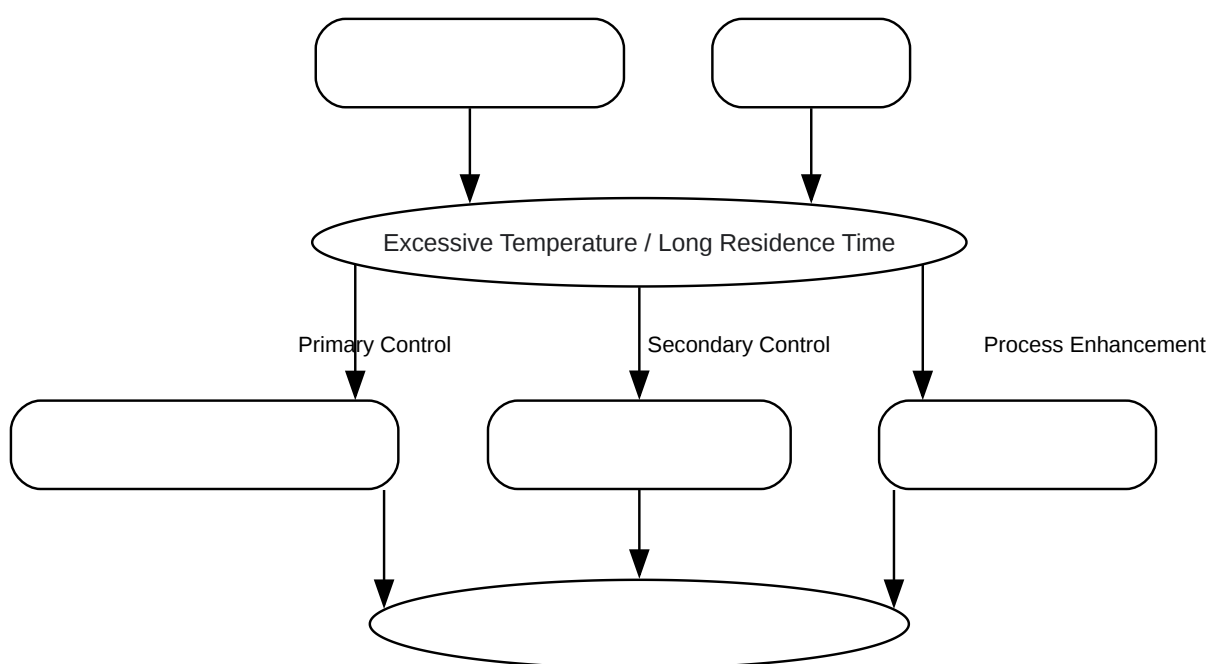 Excessive Temperature / Long Residence Time
Primary Control
Secondary Control
Process Enhancement